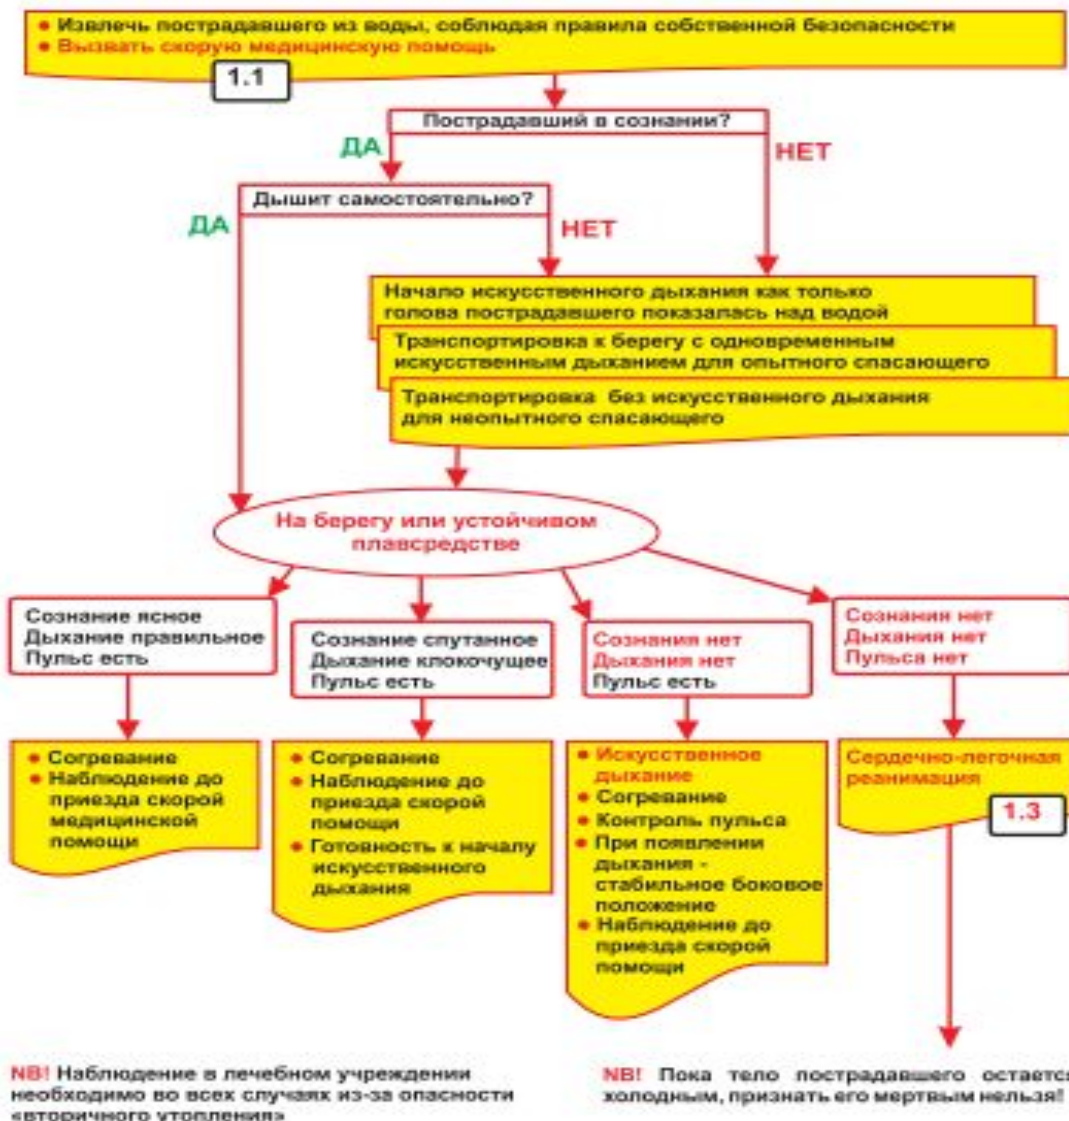 • Извлечь пострадавшего из воды, соблюдая правила собственной безопасности
• Вызвать скорую медицинскую помощь
1.1
Пострадавший в сознании?
ДА
НЕТ
Дышит самостоятельно?
ДА
НЕТ
Начало искусственного дыхания как только
голова пострадавшего показалась над водой
Транспортировка к берегу с одновременным
искусственным дыханием для опытного спасающего
Транспортировка без искусственного дыхания
для неопытного спасающего
На берегу или устойчивом
плавсредстве
Сознание ясное
Дыхание правильное
Пульс есть
Сознание спутанное
Дыхание клокочущее
Пульс есть
Сознания нет
Дыхания нет
Пульс есть
Сознания нет
Дыхания нет
Пульса нет
• Согревание
• Наблюдение до
приезда скорой
медицинской
помощи
• Согревание
• Наблюдение до
приезда скорой
помощи
• Готовность к началу
искусственного
дыхания
• Искусственное
дыхание
• Согревание
• Контроль пульса
• При появлении
дыхания -
стабильное боковое
положение
• Наблюдение до
приезда скорой
помощи
Сердечно-легочная
реанимация
1.3
NB! Наблюдение в лечебном учреждении
необходимо во всех случаях из-за опасности
«вторичного утопления»
NB! Пока тело пострадавшего остается
холодным, признать его мертвым нельзя!